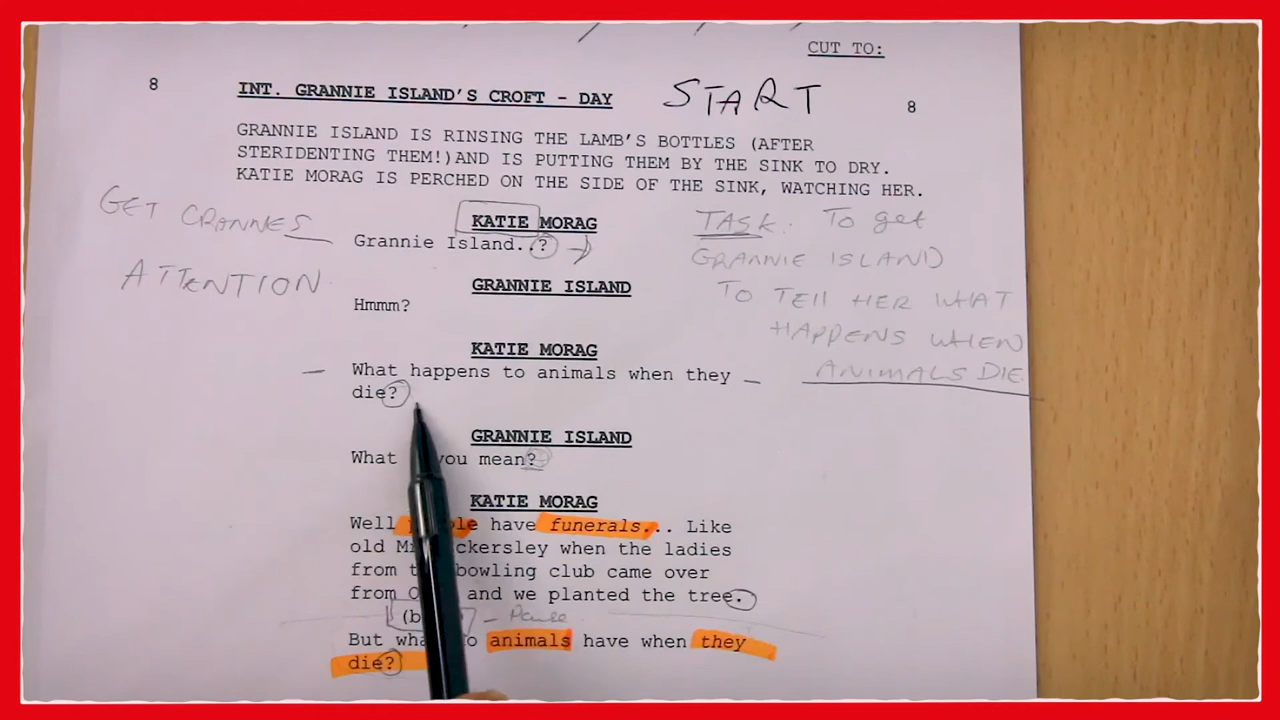 CUT TO:
8 INT. GRANNIE ISLAND'S CROFT - DAY START 8
GRANNIE ISLAND IS RINSING THE LAMB'S BOTTLES (AFTER
STERIDENTING THEM!)AND IS PUTTING THEM BY THE SINK TO DRY.
KATIE MORAG IS PERCHED ON THE SIDE OF THE SINK, WATCHING HER.
GET GRANNES
ATTENTION
KATIE MORAG
Grannie Island..?
TASK: To get
GRANNIE ISLAND
TO TEll HER WHAT
HAPPENS WHEN
ANIMALS DIE
GRANNIE ISLAND
Hmmm?
KATIE MORAG
What happens to animals when they
die?
GRANNIE ISLAND
What you mean?
KATIE MORAG
Well have funerals... Like
old when the ladies
from bowling club came over
from and we planted the tree.
- Pause
But animals have when they
die?